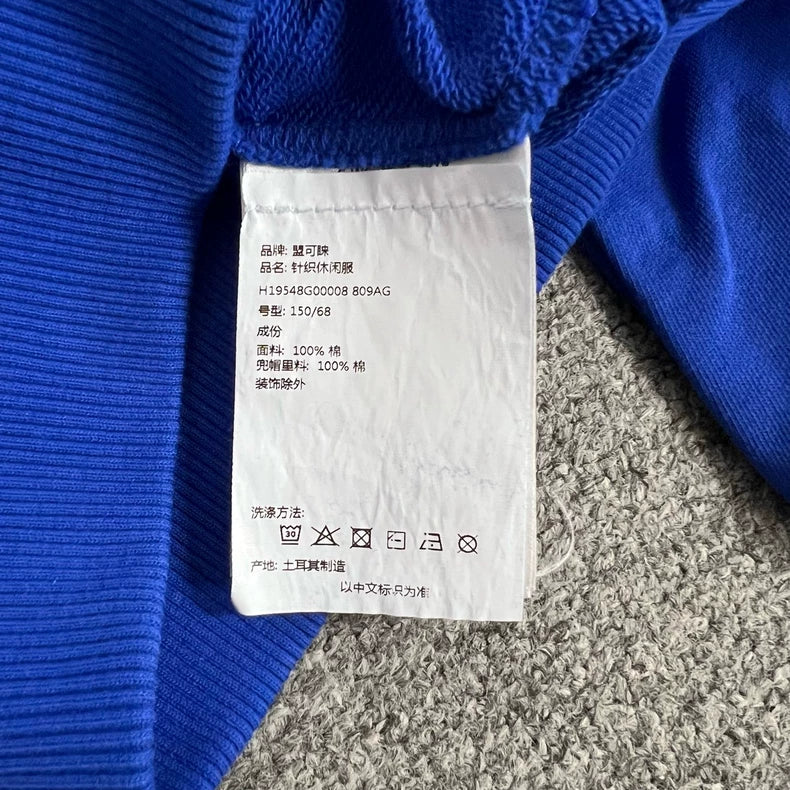 品牌: 盟可睐
品名: 针织休闲服
H19548G00008 809AG
号型: 150/68
成份
面料: 100% 棉
兜帽里料: 100% 棉
装饰除外
洗涤方法:
30
产地: 土耳其制造
以中文标识为准